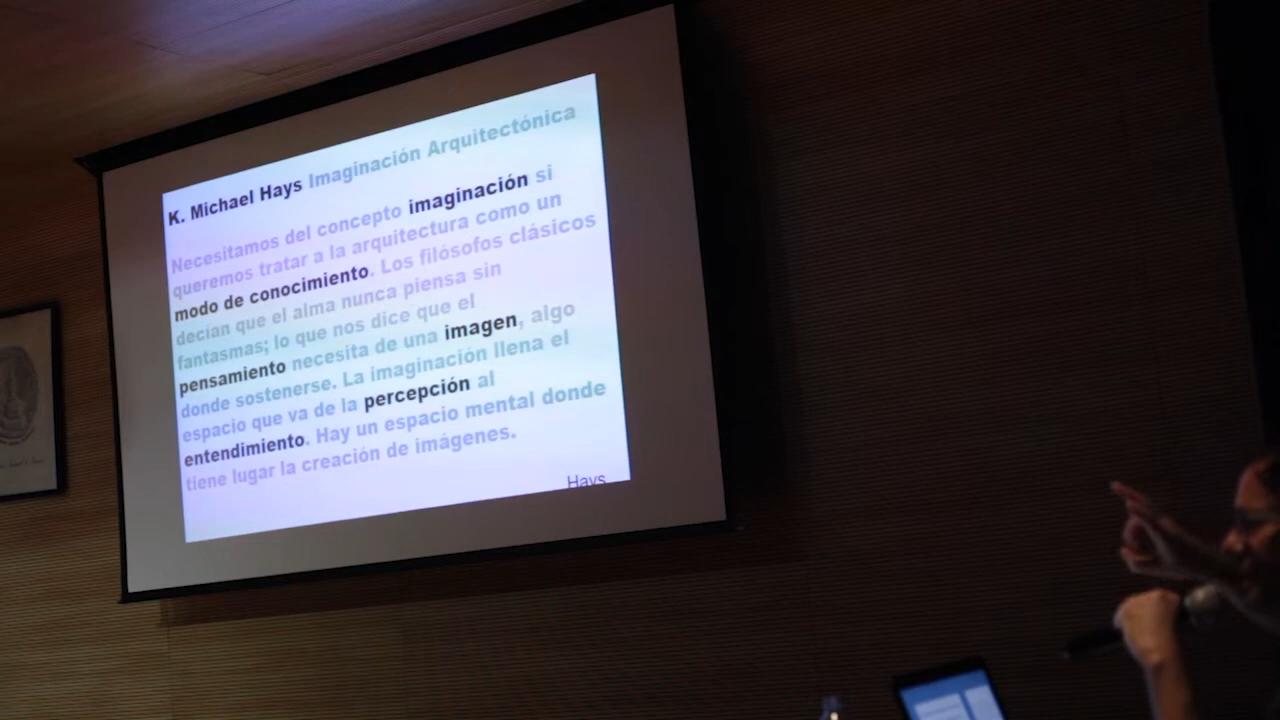 K. Michael Hays Imaginación Arquitectónica
Necesitamos del concepto imaginación si
queremos tratar a la arquitectura como un
modo de conocimiento. Los filósofos clásicos
decían que el alma nunca piensa sin
fantasmas; lo que nos dice que el
pensamiento necesita de una imagen, algo
donde sostenerse. La imaginación llena el
espacio que va de la percepción al
entendimiento. Hay un espacio mental donde
tiene lugar la creación de imágenes.
Hays